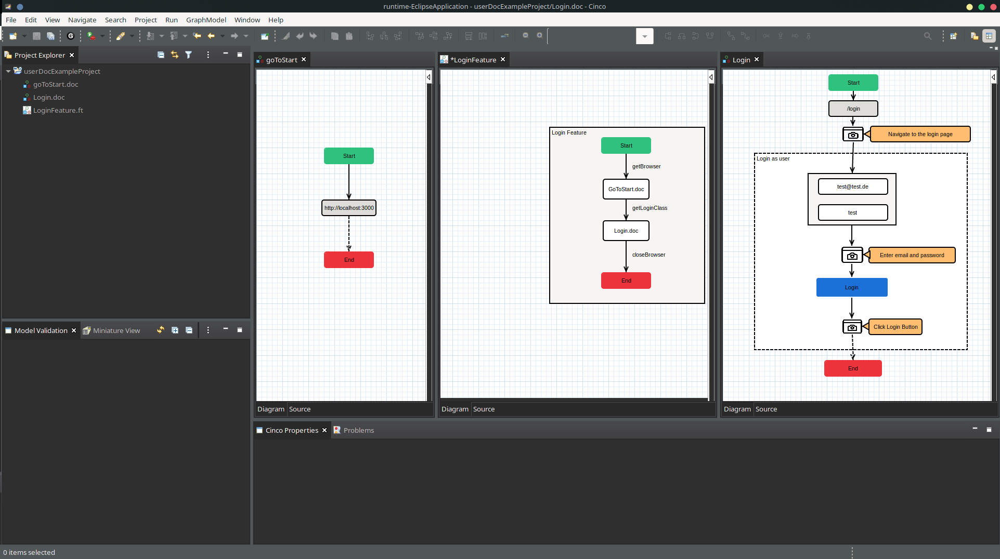 runtime-EclipseApplication - userDocExampleProject/Login.doc - Cinco
File Edit View Navigate Search Project Run GraphModel Window Help
G
Project Explorer
userDocExampleProject
goToStart.doc
Login.doc
LoginFeature.ft
Model Validation
Miniature View
goToStart
Start
http://localhost:3000
End
Diagram Source
*LoginFeature
Login Feature
Start
getBrowser
GoToStart.doc
getLoginClass
Login.doc
closeBrowser
End
Diagram Source
Login
Start
/login
Navigate to the login page
Login as user
test@test.de
test
Enter email and password
Login
Click Login Button
End
Diagram Source
Cinco Properties
Problems
0 items selected